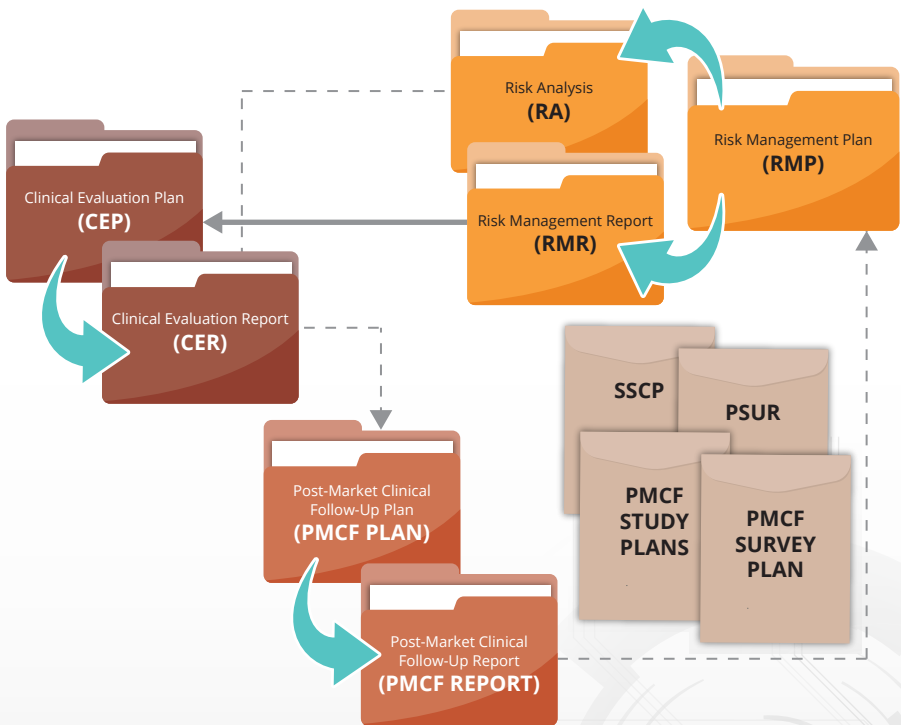 Risk Analysis
(RA)
Risk Management Plan
(RMP)
Clinical Evaluation Plan
(CEP)
Risk Management Report
(RMR)
Clinical Evaluation Report
(CER)
SSCP
PSUR
Post-Market Clinical
Follow-Up Plan
(PMCF PLAN)
PMCF
STUDY
PLANS
PMCF
SURVEY
PLAN
Post-Market Clinical
Follow-Up Report
(PMCF REPORT)